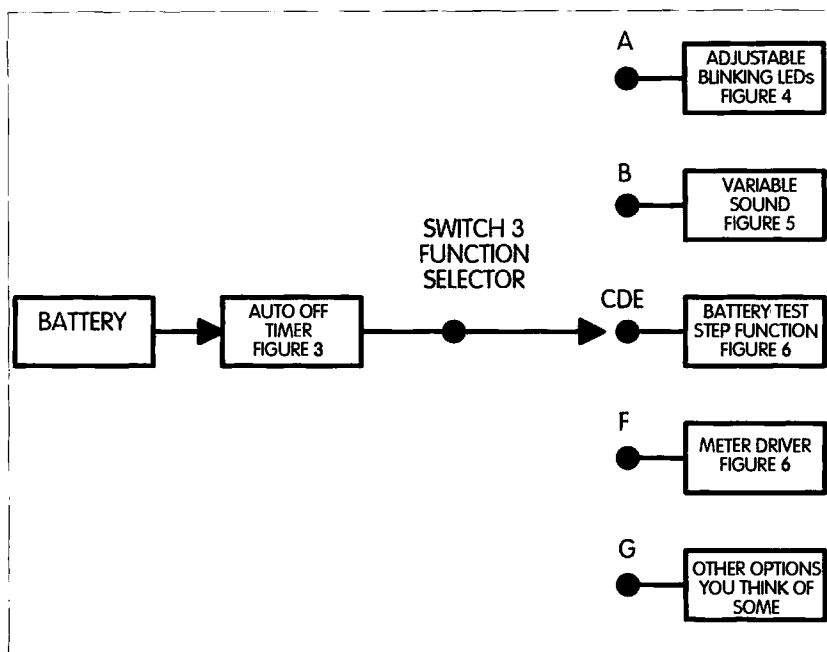 A
ADJUSTABLE
BLINKING LEDs
FIGURE 4
B
VARIABLE
SOUND
FIGURE 5
SWITCH 3
FUNCTION
SELECTOR
CDE
BATTERY
AUTO OFF
TIMER
FIGURE 3
BATTERY TEST
STEP FUNCTION
FIGURE 6
F
METER DRIVER
FIGURE 6
G
OTHER OPTIONS
YOU THINK OF
SOME